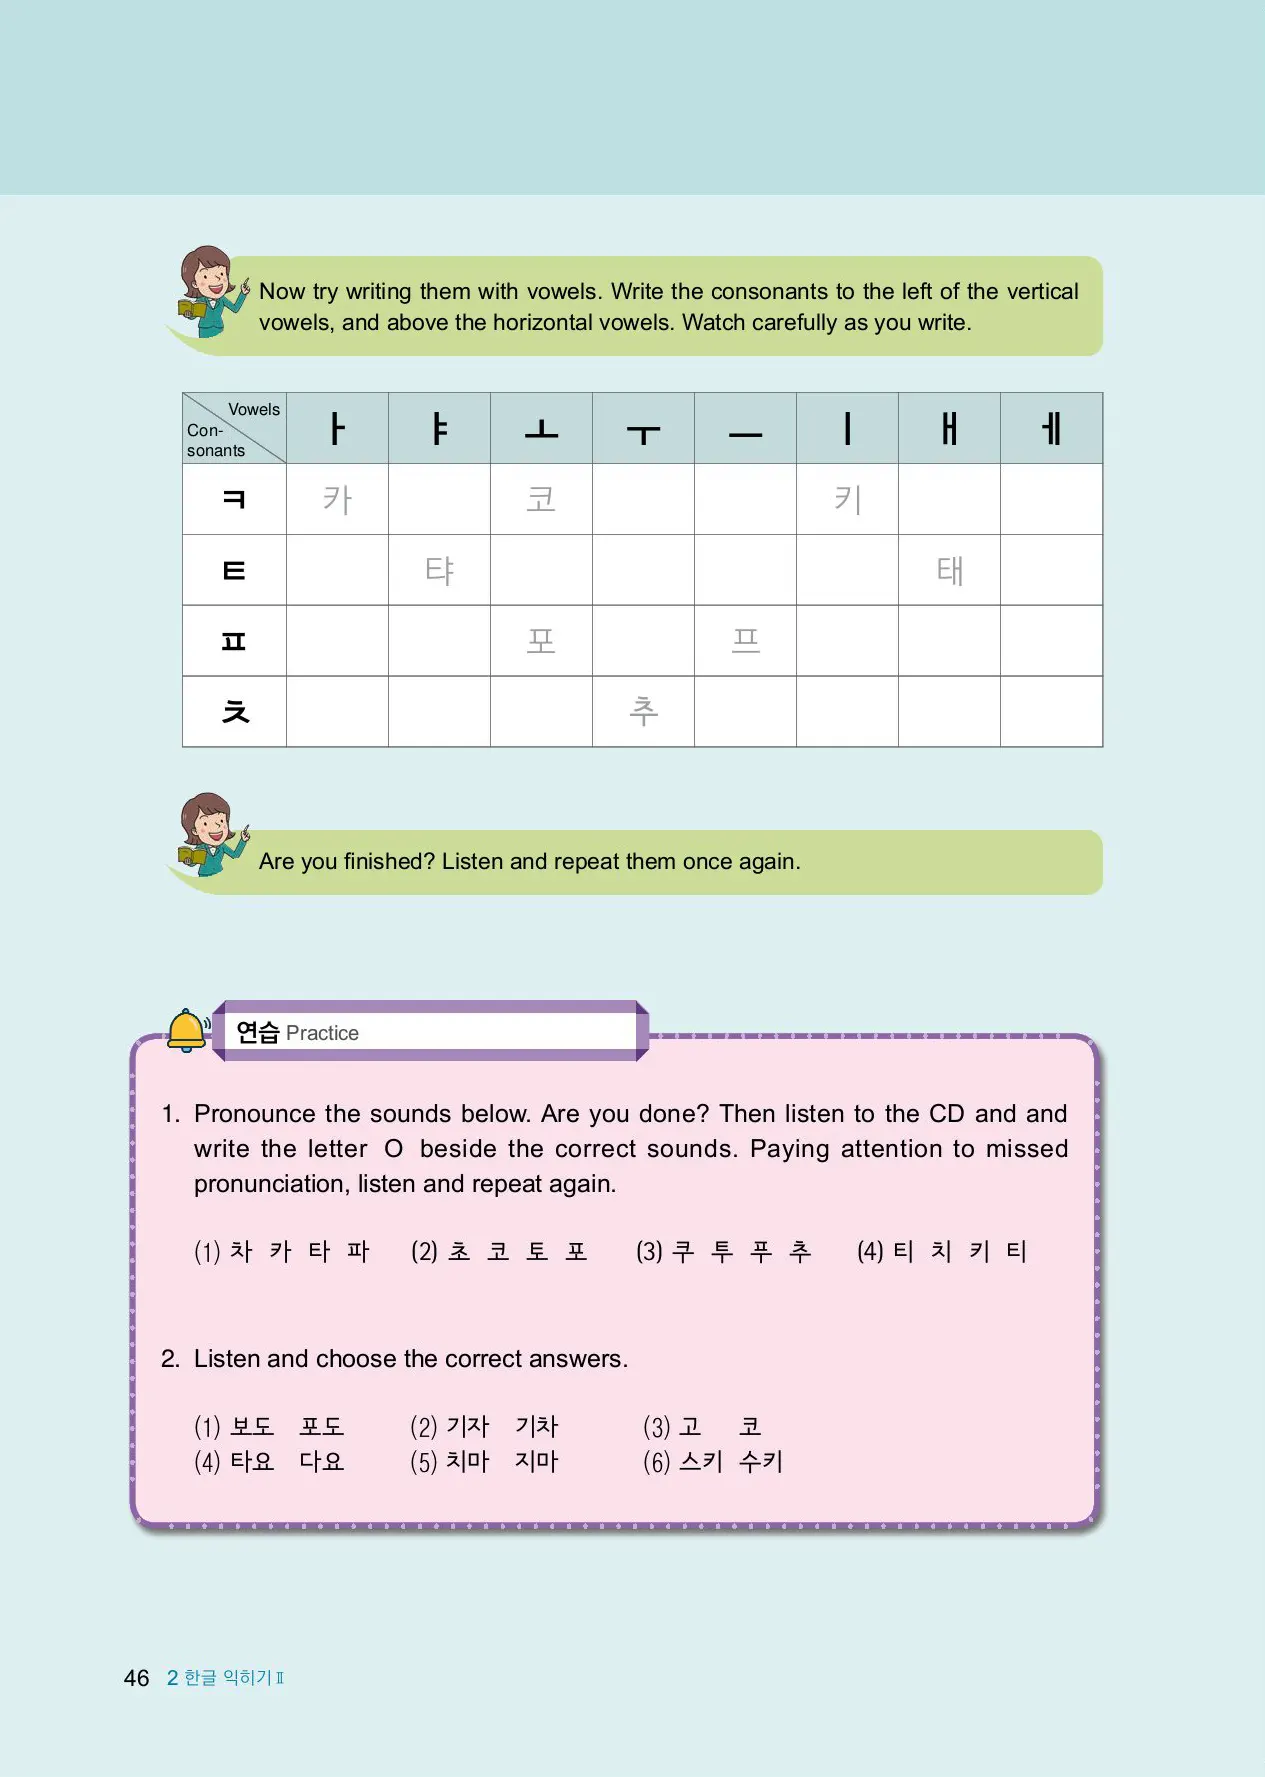 Now try writing them with vowels. Write the consonants to the left of the vertical
vowels, and above the horizontal vowels. Watch carefully as you write.
Vowels
Con-
sonants
ㅏ ㅑ ㅗ ㅜ ㅡ ㅣ ㅐ ㅔ
ㅋ 카 코 키
ㅌ 탸 태
ㅍ 포 프
ㅊ 추
Are you finished? Listen and repeat them once again.
연습 Practice
1. Pronounce the sounds below. Are you done? Then listen to the CD and and
write the letter O beside the correct sounds. Paying attention to missed
pronunciation, listen and repeat again.
(1) 차 카 타 파 (2) 초 코 토 포 (3) 쿠 투 푸 추 (4) 티 치 키 티
2. Listen and choose the correct answers.
(1) 보도 포도 (2) 기자 기차 (3) 고 코
(4) 타요 다요 (5) 치마 지마 (6) 스키 수키
46 2 한글 익히기Ⅱ